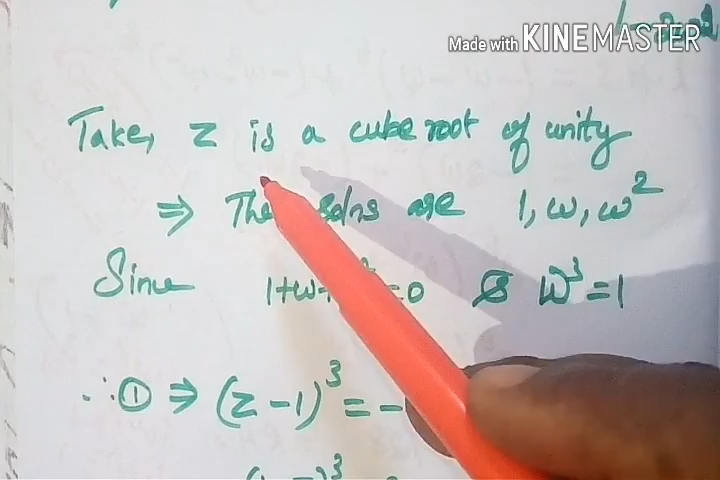 Made with KINEMASTER
Take, z is a cube root of unity
⇒ The solns are 1, ω, ω²
Since 1+ω+ ²=0 & ω³=1
∴ ① ⇒ (z-1)³ = -